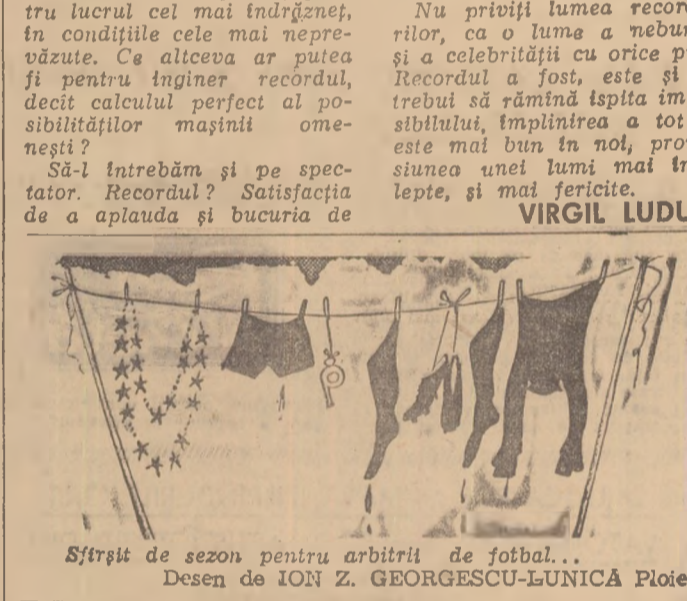 tru lucrul cel mai îndrăzneț,
în condițiile cele mai nepre-
văzute. Ce altceva ar putea
fi pentru inginer recordul,
decît calculul perfect al po-
sibilităților mașinii ome-
nești ?
Să-l întrebăm și pe spec-
tator. Recordul ? Satisfacția
de a aplauda și bucuria de
Nu priviți lumea recor
rilor, ca o lume a nebun
și a celebrității cu orice p
Recordul a fost, este și
trebui să rămînă ispita im
sibilului, împlinirea a tot
este mai bun în noi, pro
siunea unei lumi mai în
lepte, și mai fericite.
VIRGIL LUDU
Sfîrșit de sezon pentru arbitrii de fotbal...
Desen de ION Z. GEORGESCU-LUNICĂ Ploie